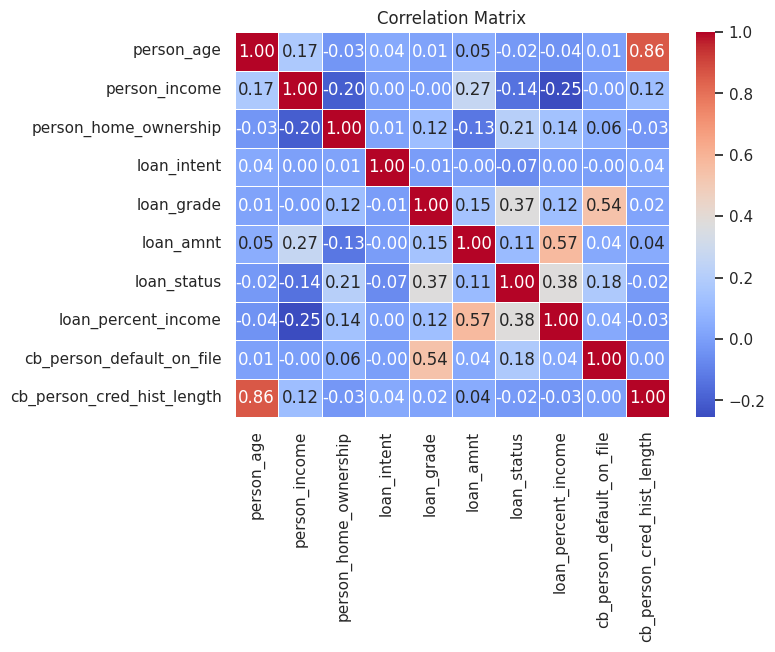 Correlation Matrix
person_age 1.00 0.17 -0.03 0.04 0.01 0.05 -0.02 -0.04 0.01 0.86
person_income 0.17 1.00 -0.20 0.00 -0.00 0.27 -0.14 -0.25 -0.00 0.12
person_home_ownership -0.03 -0.20 1.00 0.01 0.12 -0.13 0.21 0.14 0.06 -0.03
loan_intent 0.04 0.00 0.01 1.00 -0.01 -0.00 -0.07 0.00 -0.00 0.04
loan_grade 0.01 -0.00 0.12 -0.01 1.00 0.15 0.37 0.12 0.54 0.02
loan_amnt 0.05 0.27 -0.13 -0.00 0.15 1.00 0.11 0.57 0.04 0.04
loan_status -0.02 -0.14 0.21 -0.07 0.37 0.11 1.00 0.38 0.18 -0.02
loan_percent_income -0.04 -0.25 0.14 0.00 0.12 0.57 0.38 1.00 0.04 -0.03
cb_person_default_on_file 0.01 -0.00 0.06 -0.00 0.54 0.04 0.18 0.04 1.00 0.00
cb_person_cred_hist_length 0.86 0.12 -0.03 0.04 0.02 0.04 -0.02 -0.03 0.00 1.00
person_age
person_income
person_home_ownership
loan_intent
loan_grade
loan_amnt
loan_status
loan_percent_income
cb_person_default_on_file
cb_person_cred_hist_length
1.0
0.8
0.6
0.4
0.2
0.0
−0.2